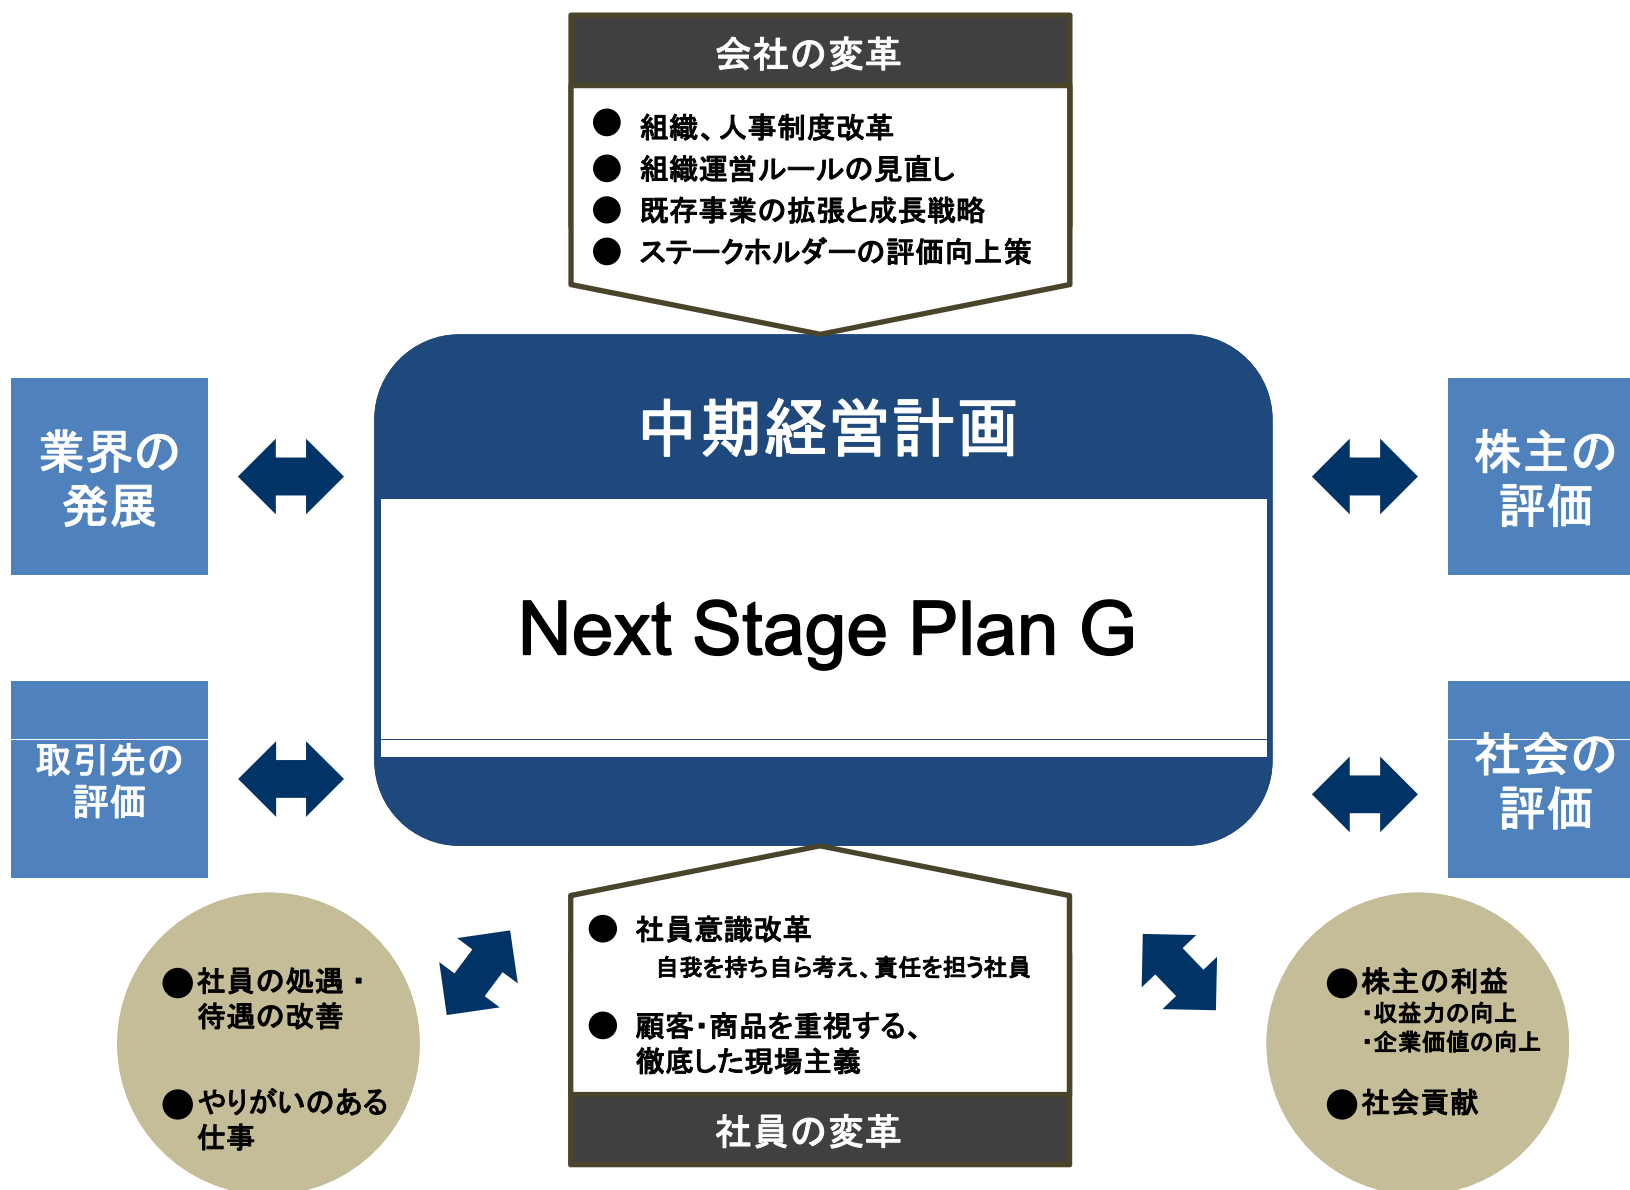 会社の変革
● 組織、人事制度改革
● 組織運営ルールの見直し
● 既存事業の拡張と成長戦略
● ステークホルダーの評価向上策
業界の
発展
中期経営計画
株主の
評価
Next Stage Plan G
取引先の
評価
社会の
評価
● 社員意識改革
自我を持ち自ら考え、責任を担う社員
● 顧客・商品を重視する、
徹底した現場主義
社員の変革
●社員の処遇・
待遇の改善
●やりがいのある
仕事
●株主の利益
・収益力の向上
・企業価値の向上
●社会貢献